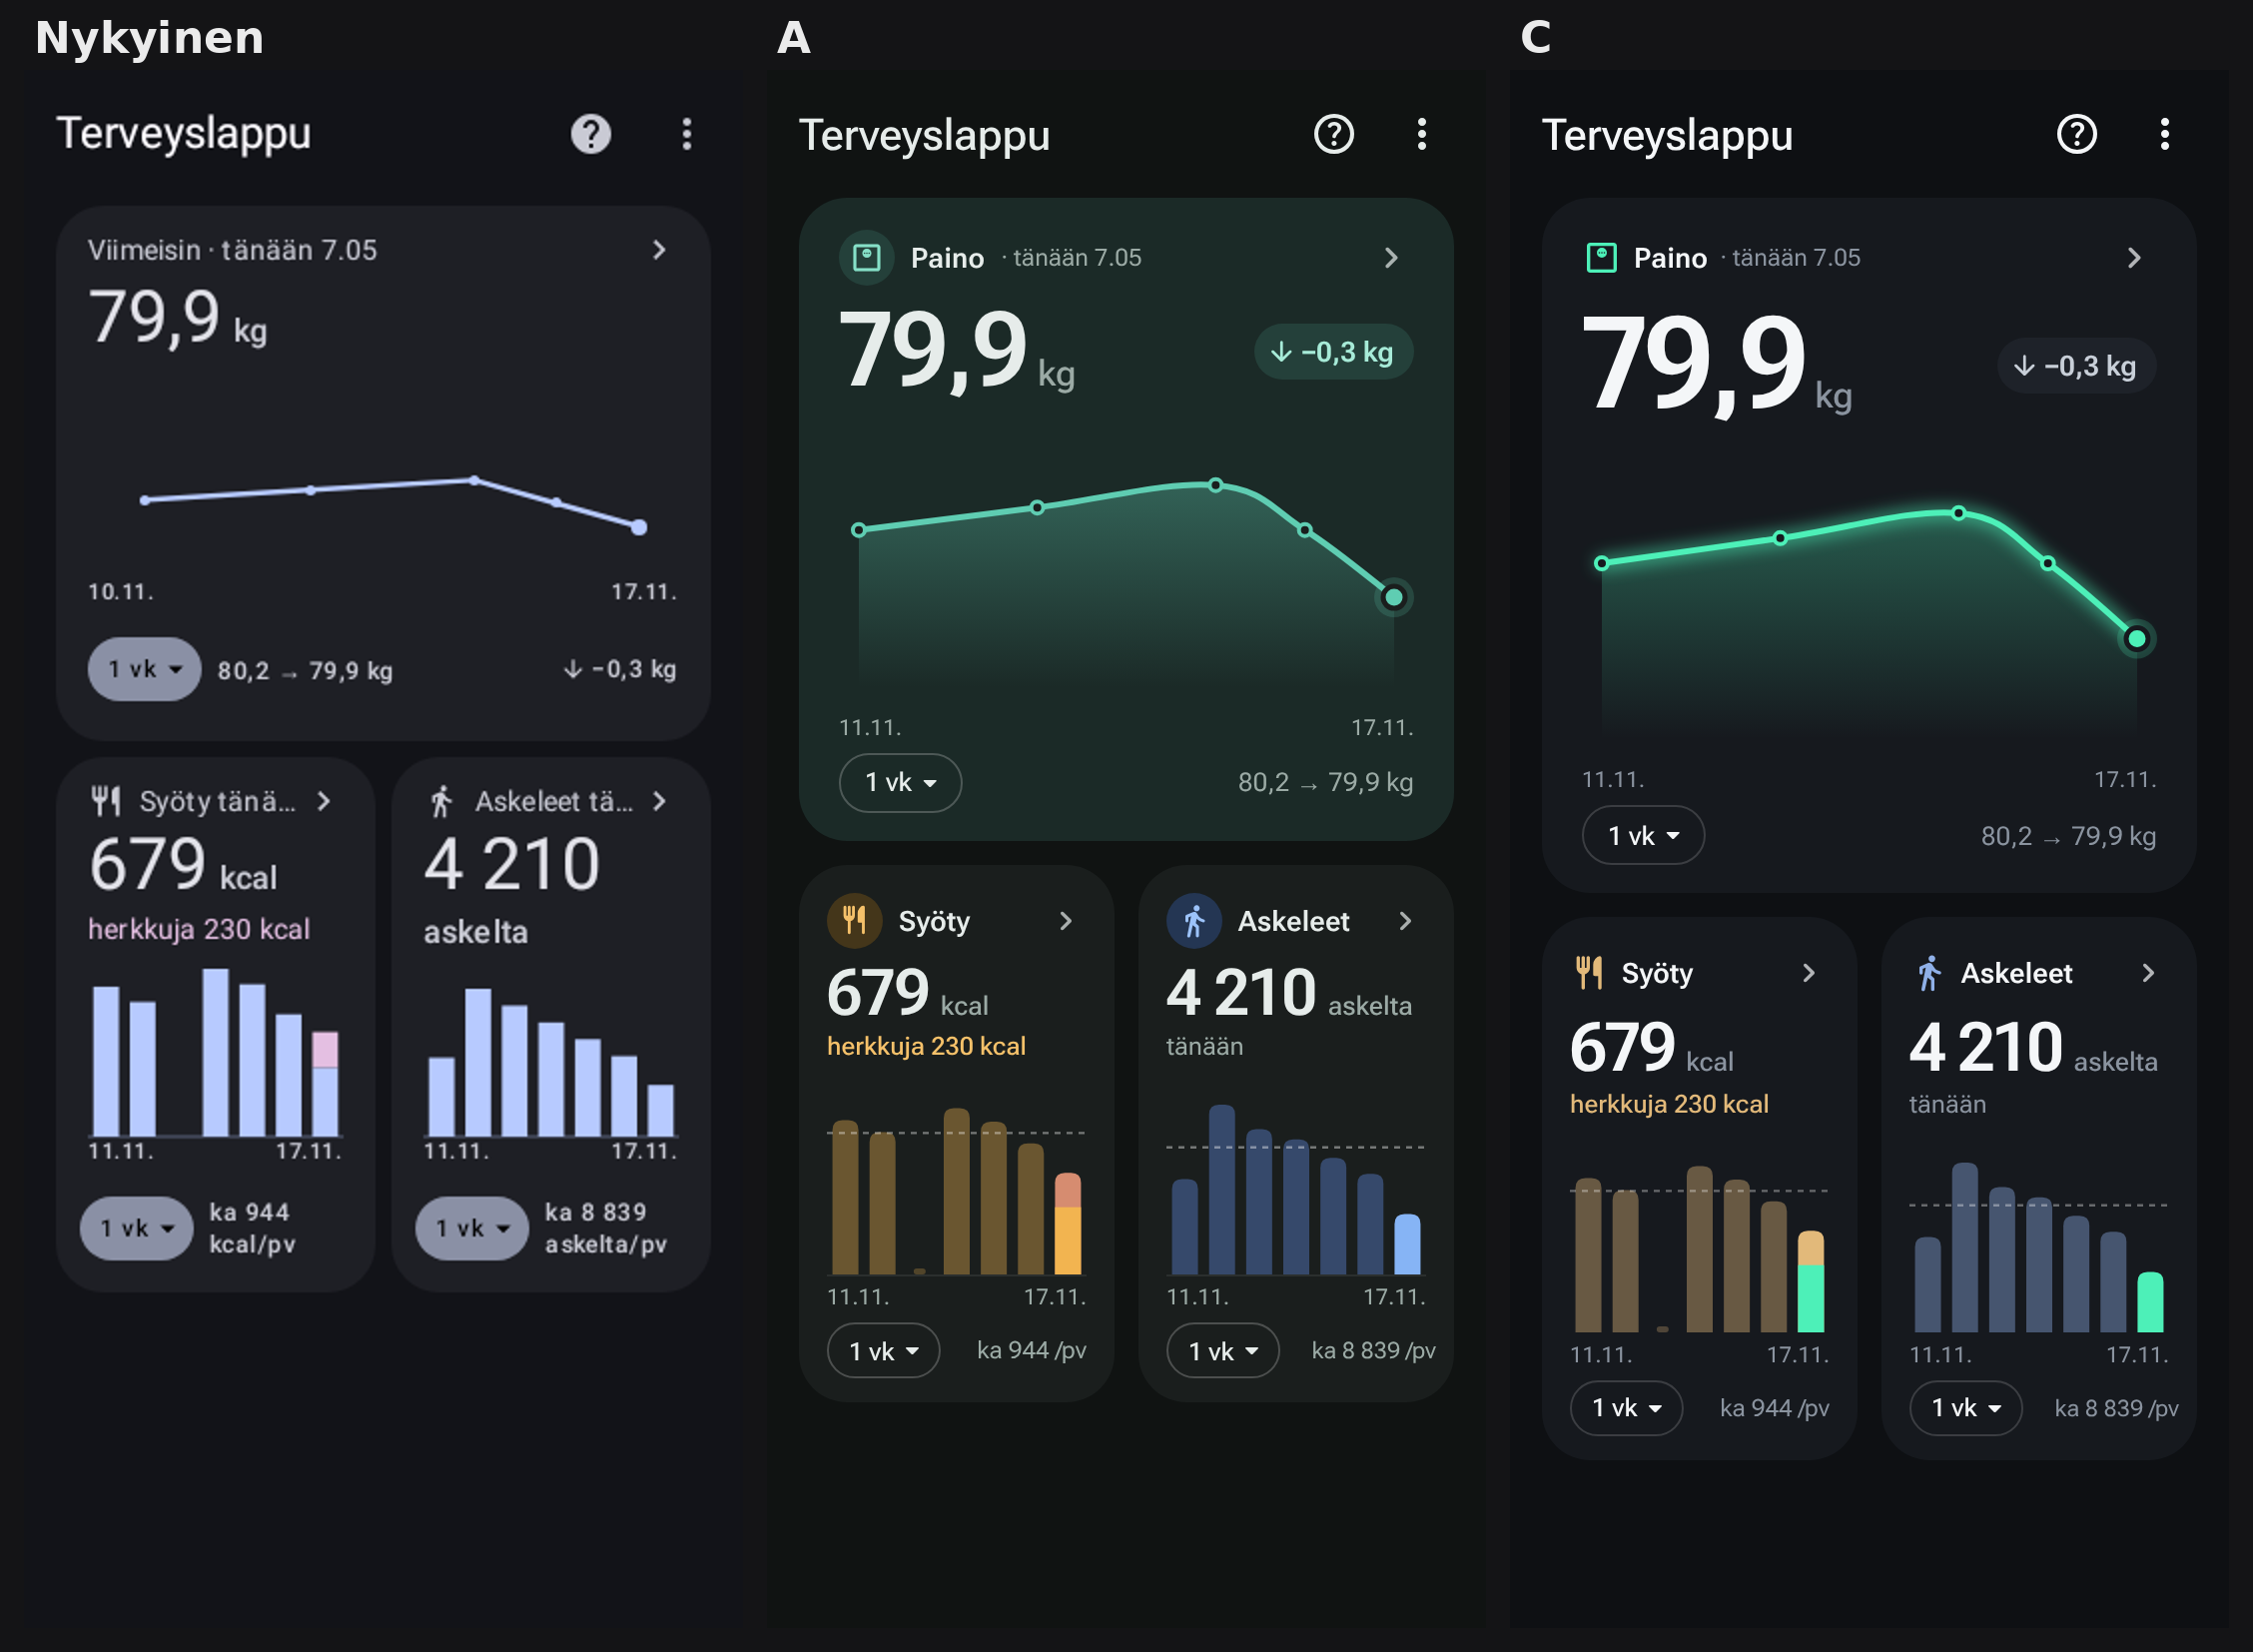 Nykyinen
Terveyslappu
Viimeisin · tänään 7.05
79,9 kg
10.11. 17.11.
1 vk 80,2 → 79,9 kg ↓ −0,3 kg
Syöty tänä...
679 kcal
herkkuja 230 kcal
11.11. 17.11.
1 vk ka 944
kcal/pv
Askeleet tä...
4 210
askelta
11.11. 17.11.
1 vk ka 8 839
askelta/pv
A
Terveyslappu
Paino · tänään 7.05
79,9 kg ↓ −0,3 kg
11.11. 17.11.
1 vk 80,2 → 79,9 kg
Syöty
679 kcal
herkkuja 230 kcal
11.11. 17.11.
1 vk ka 944 /pv
Askeleet
4 210 askelta
tänään
11.11. 17.11.
1 vk ka 8 839 /pv
C
Terveyslappu
Paino · tänään 7.05
79,9 kg ↓ −0,3 kg
11.11. 17.11.
1 vk 80,2 → 79,9 kg
Syöty
679 kcal
herkkuja 230 kcal
11.11. 17.11.
1 vk ka 944 /pv
Askeleet
4 210 askelta
tänään
11.11. 17.11.
1 vk ka 8 839 /pv